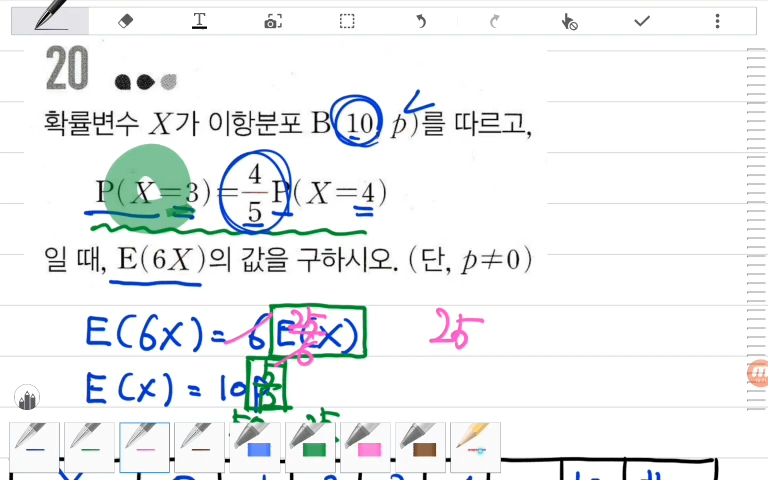 20
확률변수 X가 이항분포 B(10, p)를 따르고,
P(X=3)=4/5 P(X=4)
일 때, E(6X)의 값을 구하시오. (단, p≠0)
E(6X)= 6 E(X) 25
E(X) = 10